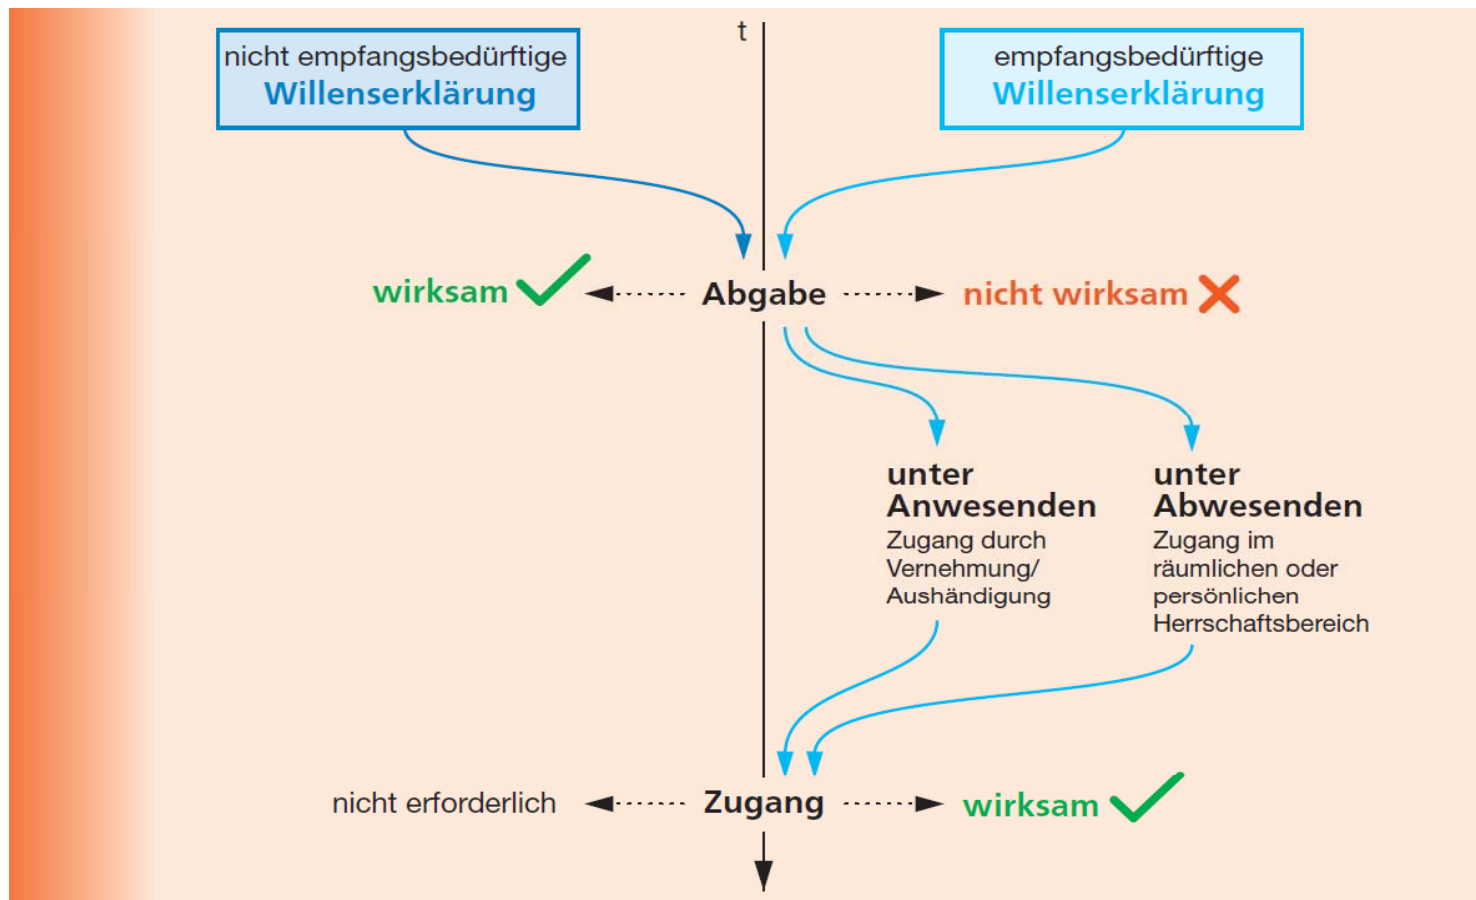 t
nicht empfangsbedürftige
Willenserklärung
empfangsbedürftige
Willenserklärung
wirksam
Abgabe
nicht wirksam
unter
Anwesenden
Zugang durch
Vernehmung/
Aushändigung
unter
Abwesenden
Zugang im
räumlichen oder
persönlichen
Herrschaftsbereich
nicht erforderlich
Zugang
wirksam